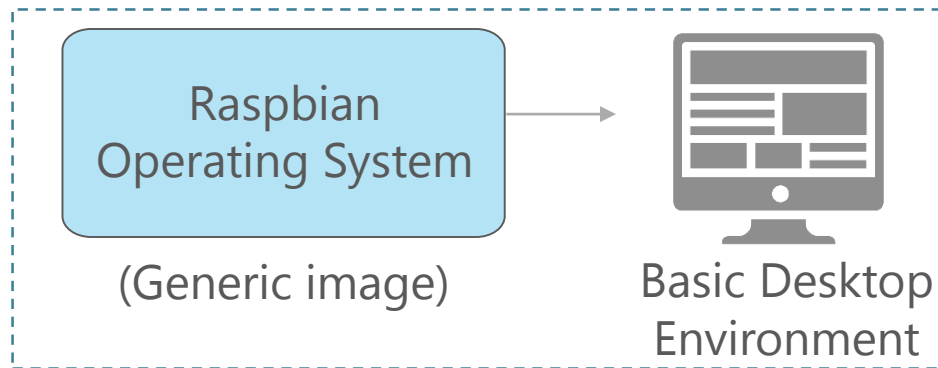 Raspbian
Operating System
(Generic image)
Basic Desktop
Environment